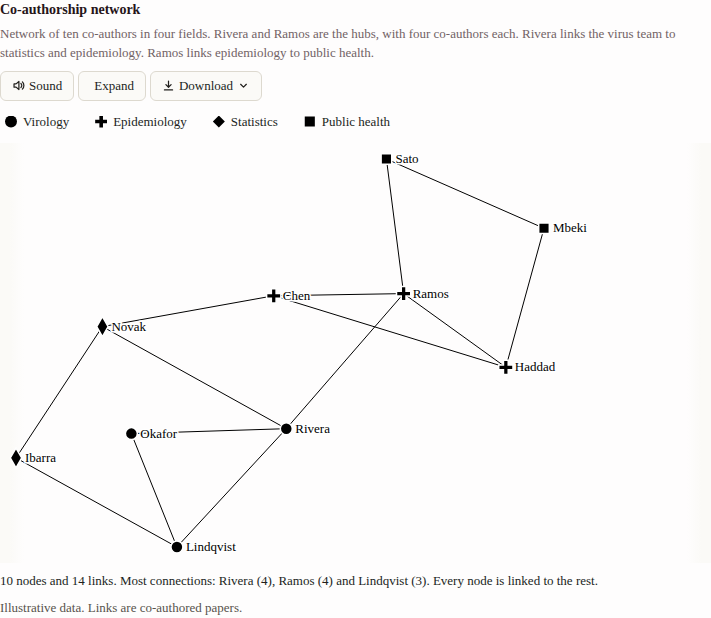 Co-authorship network
Network of ten co-authors in four fields. Rivera and Ramos are the hubs, with four co-authors each. Rivera links the virus team to
statistics and epidemiology. Ramos links epidemiology to public health.
Sound Expand Download
Virology Epidemiology Statistics Public health
Sato
Mbeki
Chen Ramos
Novak
Haddad
Okafor Rivera
Ibarra
Lindqvist
10 nodes and 14 links. Most connections: Rivera (4), Ramos (4) and Lindqvist (3). Every node is linked to the rest.
Illustrative data. Links are co-authored papers.